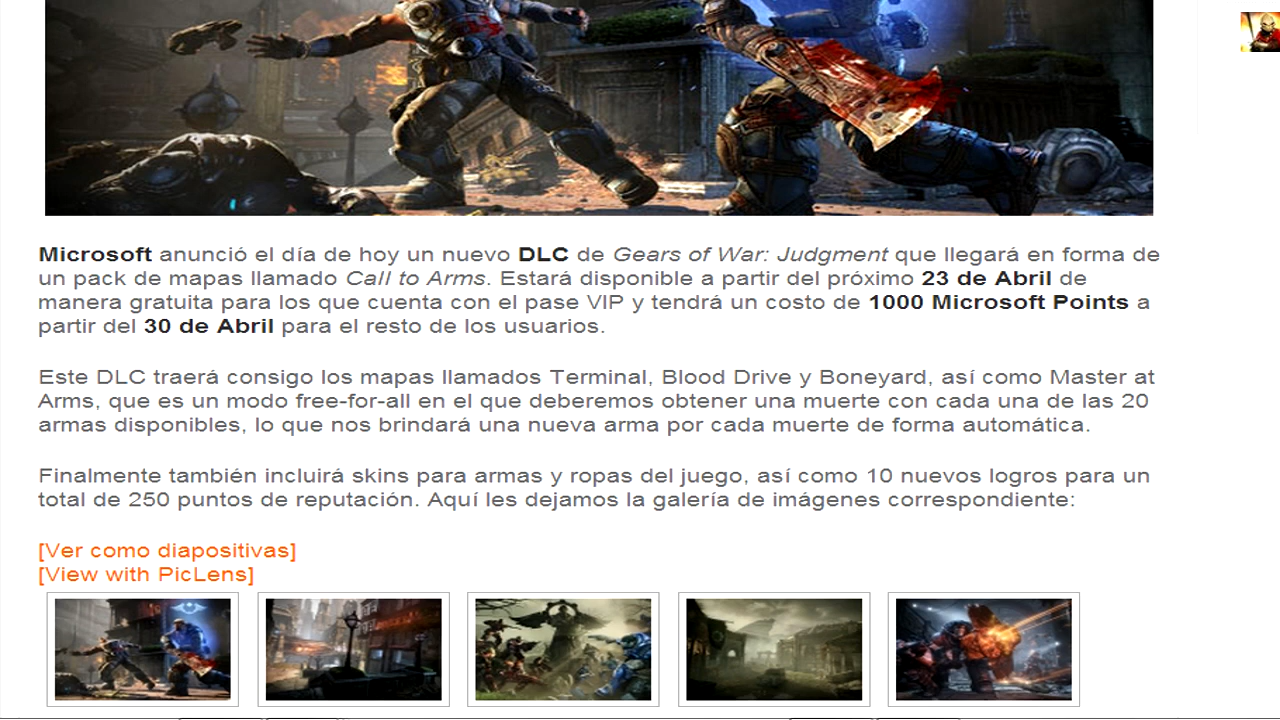 Microsoft anunció el día de hoy un nuevo DLC de Gears of War: Judgment que llegará en forma de
un pack de mapas llamado Call to Arms. Estará disponible a partir del próximo 23 de Abril de
manera gratuita para los que cuenta con el pase VIP y tendrá un costo de 1000 Microsoft Points a
partir del 30 de Abril para el resto de los usuarios.
Este DLC traerá consigo los mapas llamados Terminal, Blood Drive y Boneyard, así como Master at
Arms, que es un modo free-for-all en el que deberemos obtener una muerte con cada una de las 20
armas disponibles, lo que nos brindará una nueva arma por cada muerte de forma automática.
Finalmente también incluirá skins para armas y ropas del juego, así como 10 nuevos logros para un
total de 250 puntos de reputación. Aquí les dejamos la galería de imágenes correspondiente:
[Ver como diapositivas]
[View with PicLens]